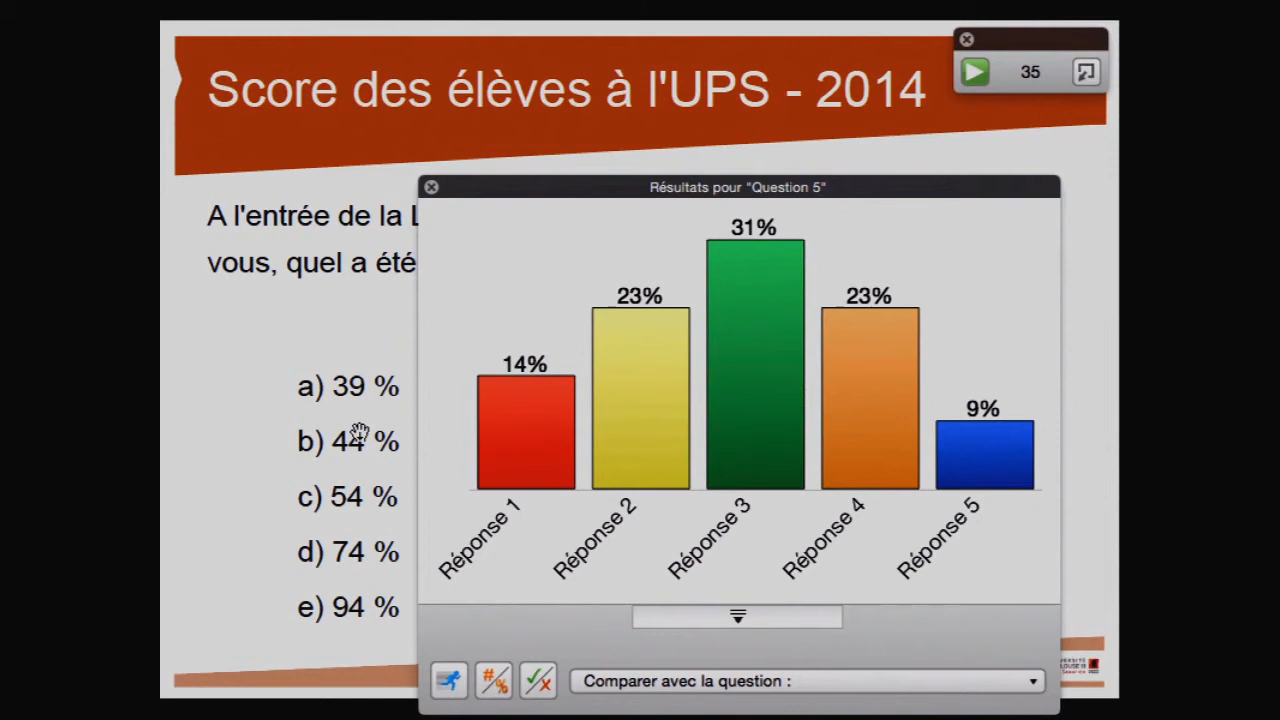 Score des élèves à l'UPS - 2014
35
Résultats pour "Question 5"
A l'entrée de la
vous, quel a été
31%
23%
23%
14%
9%
a) 39 %
b) 44 %
c) 54 %
d) 74 %
e) 94 %
Réponse 1
Réponse 2
Réponse 3
Réponse 4
Réponse 5
#/%
Comparer avec la question :